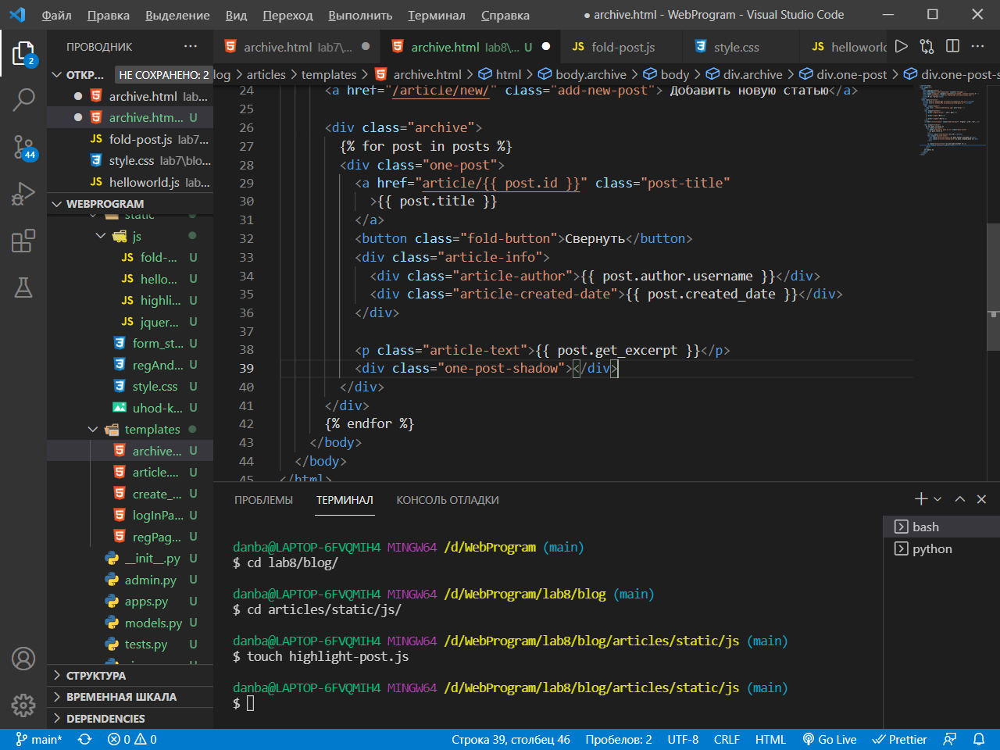 Файл Правка Выделение Вид Переход Выполнить Терминал Справка ● archive.html - WebProgram - Visual Studio Code
ПРОВОДНИК ···
archive.html lab7\... ●
archive.html lab8\... U ●
fold-post.js
style.css
helloworld
ОТКР... НЕ СОХРАНЕНО: 2
log > articles > templates > archive.html > html > body.archive > body > div.archive > div.one-post > div.one-post-s
● archive.html lab...
● archive.htm... U
JS fold-post.js lab7...
style.css lab7\blo...
JS helloworld.js lab...
WEBPROGRAM
static
js
JS fold-... U
JS hello... U
JS highli... U
JS jquer... U
form_st... U
regAnd... U
style.css U
uhod-k... U
templates
archive... U
article.... U
create_... U
logInPa... U
regPag... U
__init__.py U
admin.py U
apps.py U
models.py U
tests.py U
СТРУКТУРА
ВРЕМЕННАЯ ШКАЛА
DEPENDENCIES
24 <a href="/article/new/" class="add-new-post"> Добавить новую статью</a>
25
26 <div class="archive">
27 {% for post in posts %}
28 <div class="one-post">
29 <a href="article/{{ post.id }}" class="post-title"
30 >{{ post.title }}
31 </a>
32 <button class="fold-button">Свернуть</button>
33 <div class="article-info">
34 <div class="article-author">{{ post.author.username }}</div>
35 <div class="article-created-date">{{ post.created_date }}</div>
36 </div>
37
38 <p class="article-text">{{ post.get_excerpt }}</p>
39 <div class="one-post-shadow"></div>
40 </div>
41 </div>
42 {% endfor %}
43 </body>
44 </body>
45 </html>
ПРОБЛЕМЫ ТЕРМИНАЛ КОНСОЛЬ ОТЛАДКИ
bash
python
danba@LAPTOP-6FVQMIH4 MINGW64 /d/WebProgram (main)
$ cd lab8/blog/
danba@LAPTOP-6FVQMIH4 MINGW64 /d/WebProgram/lab8/blog (main)
$ cd articles/static/js/
danba@LAPTOP-6FVQMIH4 MINGW64 /d/WebProgram/lab8/blog/articles/static/js (main)
$ touch highlight-post.js
danba@LAPTOP-6FVQMIH4 MINGW64 /d/WebProgram/lab8/blog/articles/static/js (main)
$
2
44
main* 0 0 Строка 39, столбец 46 Пробелов: 2 UTF-8 CRLF HTML Go Live Prettier